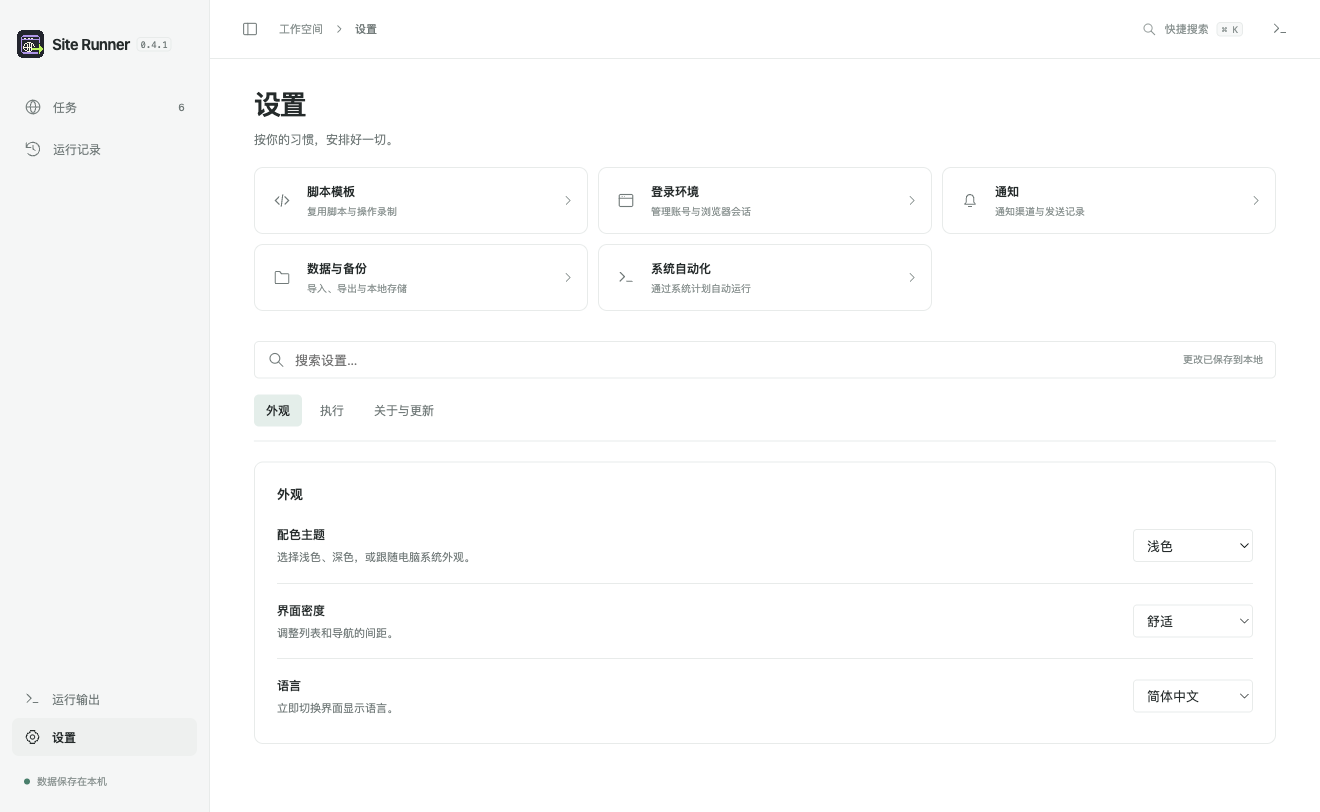 Site Runner 0.4.1
任务 6
运行记录
运行输出
设置
数据保存在本机
工作空间 > 设置
快捷搜索 ⌘ K
设置
按你的习惯，安排好一切。
脚本模板
复用脚本与操作录制
登录环境
管理账号与浏览器会话
通知
通知渠道与发送记录
数据与备份
导入、导出与本地存储
系统自动化
通过系统计划自动运行
搜索设置...
更改已保存到本地
外观 执行 关于与更新
外观
配色主题
选择浅色、深色，或跟随电脑系统外观。
浅色
界面密度
调整列表和导航的间距。
舒适
语言
立即切换界面显示语言。
简体中文